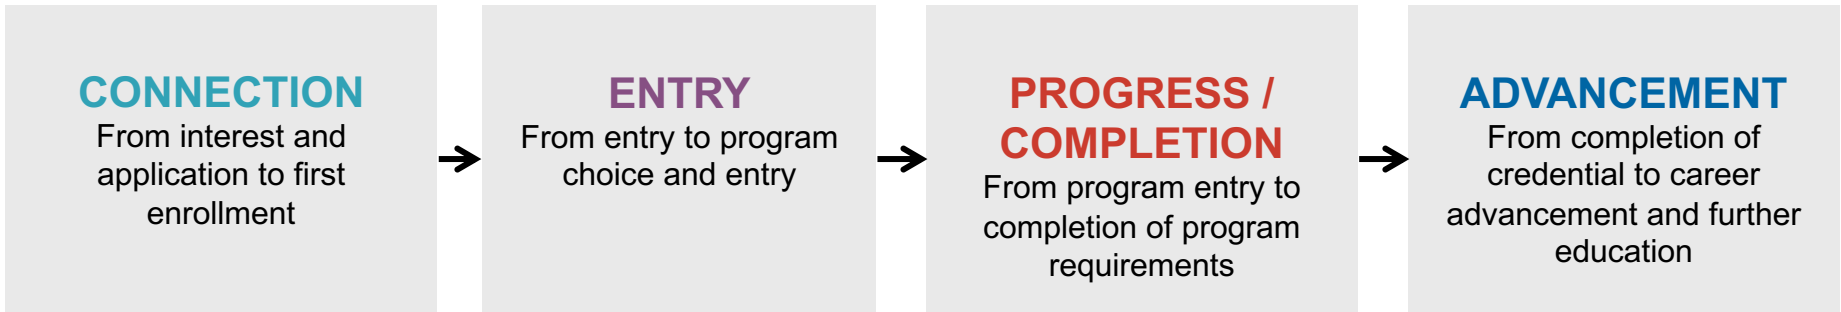 CONNECTION
From interest and
application to first
enrollment
ENTRY
From entry to program
choice and entry
PROGRESS /
COMPLETION
From program entry to
completion of program
requirements
ADVANCEMENT
From completion of
credential to career
advancement and further
education